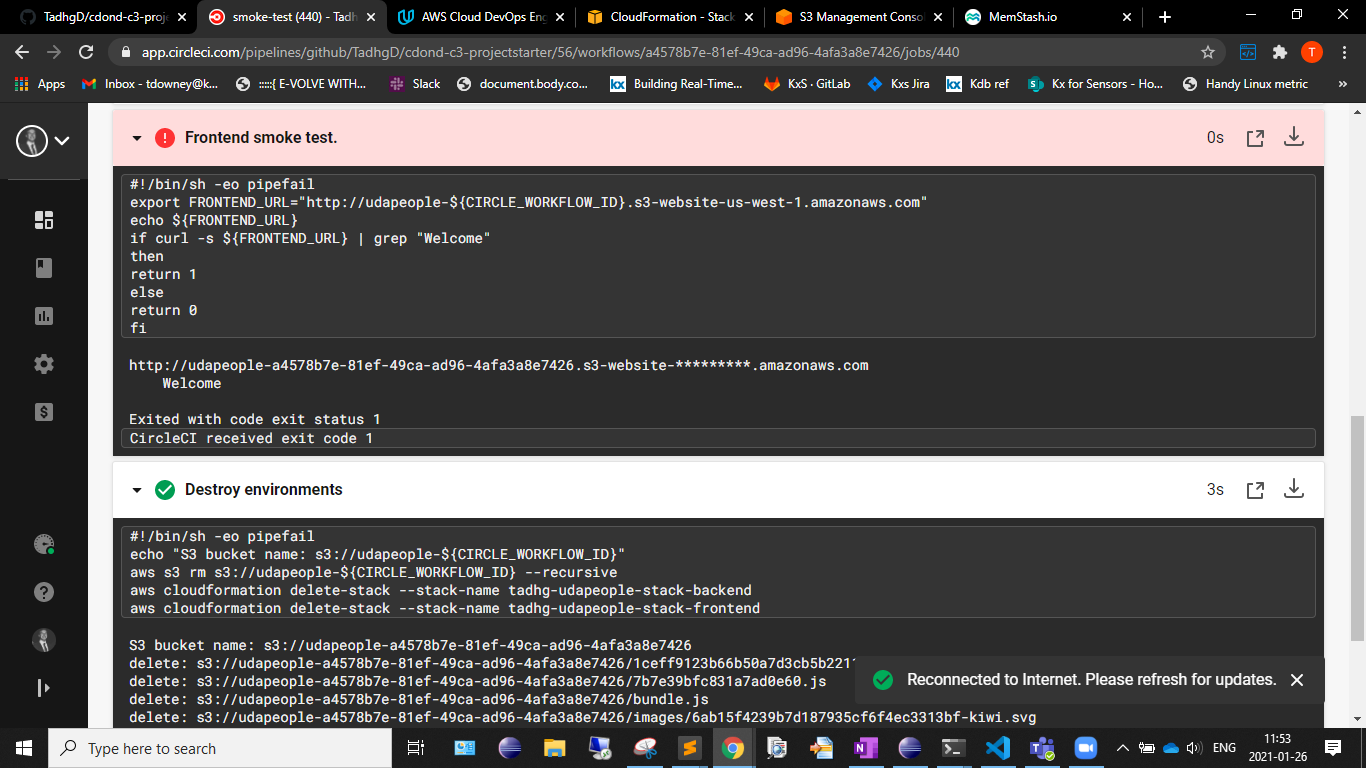 TadhgD/cdond-c3-proje
smoke-test (440) - Tadh
AWS Cloud DevOps Eng
CloudFormation - Stack
S3 Management Consol
MemStash.io
app.circleci.com/pipelines/github/TadhgD/cdond-c3-projectstarter/56/workflows/a4578b7e-81ef-49ca-ad96-4afa3a8e7426/jobs/440
T
Apps
Inbox - tdowney@k...
:::::{ E-VOLVE WITH...
Slack
document.body.co...
kx
Building Real-Time...
KxS · GitLab
Kxs Jira
kx
Kdb ref
Kx for Sensors - Ho...
Handy Linux metric
»
Frontend smoke test.
0s
#!/bin/sh -eo pipefail
export FRONTEND_URL="http://udapeople-${CIRCLE_WORKFLOW_ID}.s3-website-us-west-1.amazonaws.com"
echo ${FRONTEND_URL}
if curl -s ${FRONTEND_URL} | grep "Welcome"
then
return 1
else
return 0
fi
http://udapeople-a4578b7e-81ef-49ca-ad96-4afa3a8e7426.s3-website-*********.amazonaws.com
Welcome
Exited with code exit status 1
CircleCI received exit code 1
Destroy environments
3s
#!/bin/sh -eo pipefail
echo "S3 bucket name: s3://udapeople-${CIRCLE_WORKFLOW_ID}"
aws s3 rm s3://udapeople-${CIRCLE_WORKFLOW_ID} --recursive
aws cloudformation delete-stack --stack-name tadhg-udapeople-stack-backend
aws cloudformation delete-stack --stack-name tadhg-udapeople-stack-frontend
S3 bucket name: s3://udapeople-a4578b7e-81ef-49ca-ad96-4afa3a8e7426
delete: s3://udapeople-a4578b7e-81ef-49ca-ad96-4afa3a8e7426/1ceff9123b66b50a7d3cb5b221
delete: s3://udapeople-a4578b7e-81ef-49ca-ad96-4afa3a8e7426/7b7e39bfc831a7ad0e60.js
delete: s3://udapeople-a4578b7e-81ef-49ca-ad96-4afa3a8e7426/bundle.js
delete: s3://udapeople-a4578b7e-81ef-49ca-ad96-4afa3a8e7426/images/6ab15f4239b7d187935cf6f4ec3313bf-kiwi.svg
Reconnected to Internet. Please refresh for updates.
Type here to search
ENG
11:53
2021-01-26